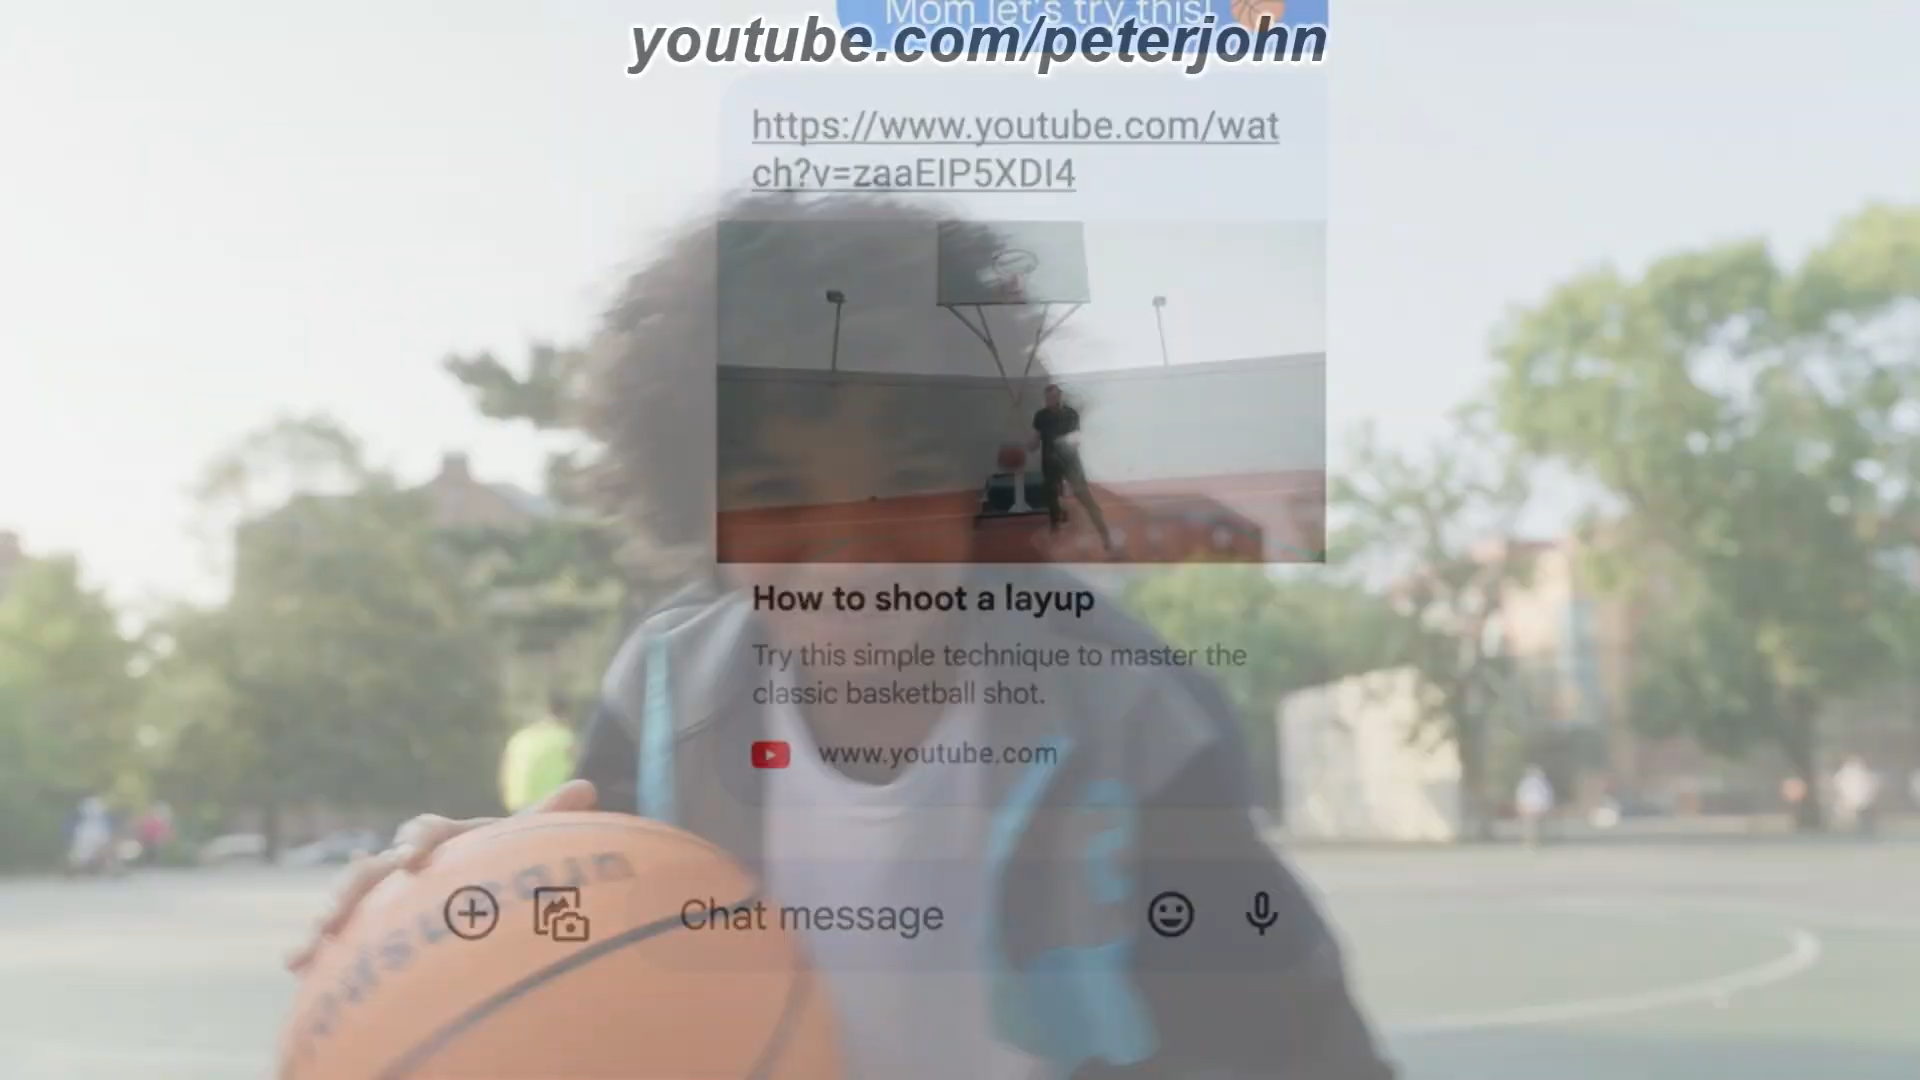 Mom let's try this!
youtube.com/peterjohn
https://www.youtube.com/wat
ch?v=zaaEIP5XDI4
How to shoot a layup
Try this simple technique to master the
classic basketball shot.
www.youtube.com
Chat message